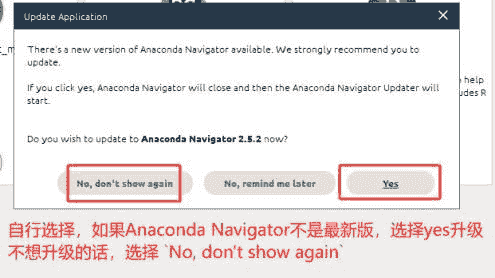 Update Application
There's a new version of Anaconda Navigator available. We strongly recommend you to
update.
If you click yes, Anaconda Navigator will close and then the Anaconda Navigator Updater will
start.
Do you wish to update to Anaconda Navigator 2.5.2 now?
No, don't show again
No, remind me later
Yes
t_m
help
udes R
自行选择，如果Anaconda Navigator不是最新版，选择yes升级
不想升级的话，选择 `No, don't show again`